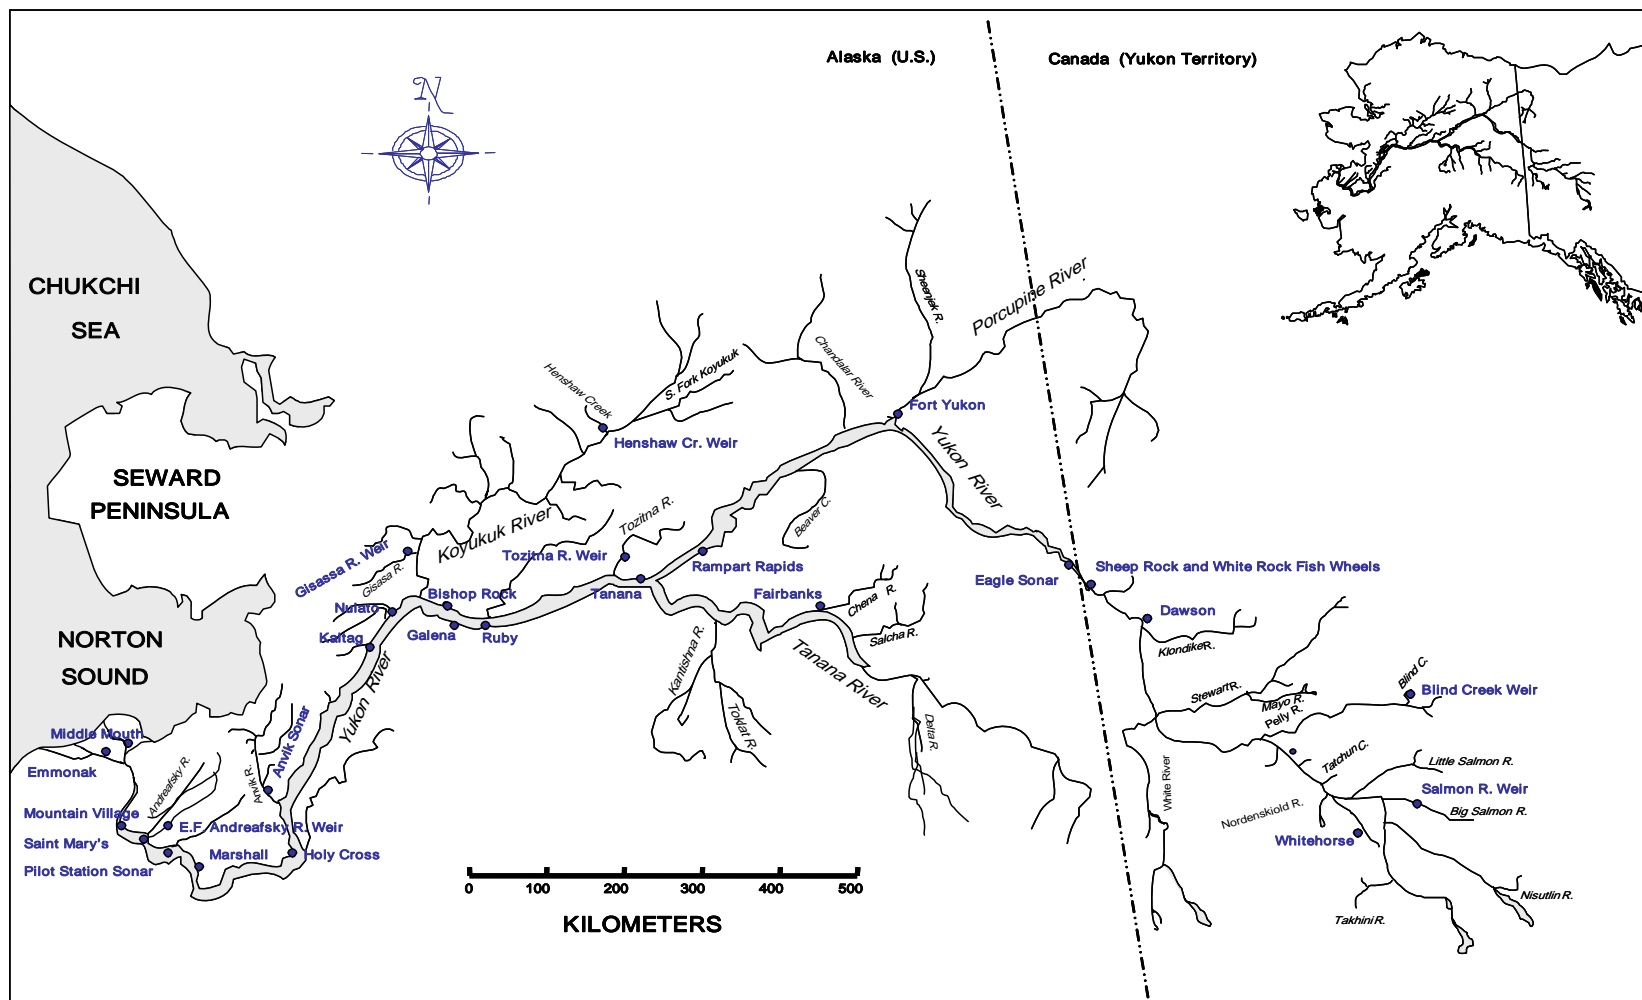 Alaska (U.S.)
Canada (Yukon Territory)
N
CHUKCHI
SEA
SEWARD
PENINSULA
NORTON
SOUND
Sheenjek R.
Porcupine River
Chandalar River
S. Fork Koyukuk
Henshaw Creek
Henshaw Cr. Weir
Fort Yukon
Yukon River
Beaver C.
Koyukuk River
Tozitna R.
Tozitna R. Weir
Gisassa R. Weir
Gisasa R.
Rampart Rapids
Eagle Sonar
Sheep Rock and White Rock Fish Wheels
Bishop Rock
Tanana
Fairbanks
Chena R.
Nulato
Galena
Ruby
Dawson
Kaltag
Salcha R.
Klondike R.
Kantishna R.
Tanana River
Yukon River
Toklat R.
Delta R.
Stewart R.
Mayo R.
Pelly R.
Blind C.
Blind Creek Weir
Tatchun C.
Little Salmon R.
Salmon R. Weir
Big Salmon R.
White River
Nordenskiold R.
Whitehorse
Nisutlin R.
Takhini R.
Middle Mouth
Emmonak
Andreafsky R.
Anvik R.
Anvik Sonar
Mountain Village
E.F. Andreafsky R. Weir
Saint Mary's
Marshall
Holy Cross
Pilot Station Sonar
0 100 200 300 400 500
KILOMETERS